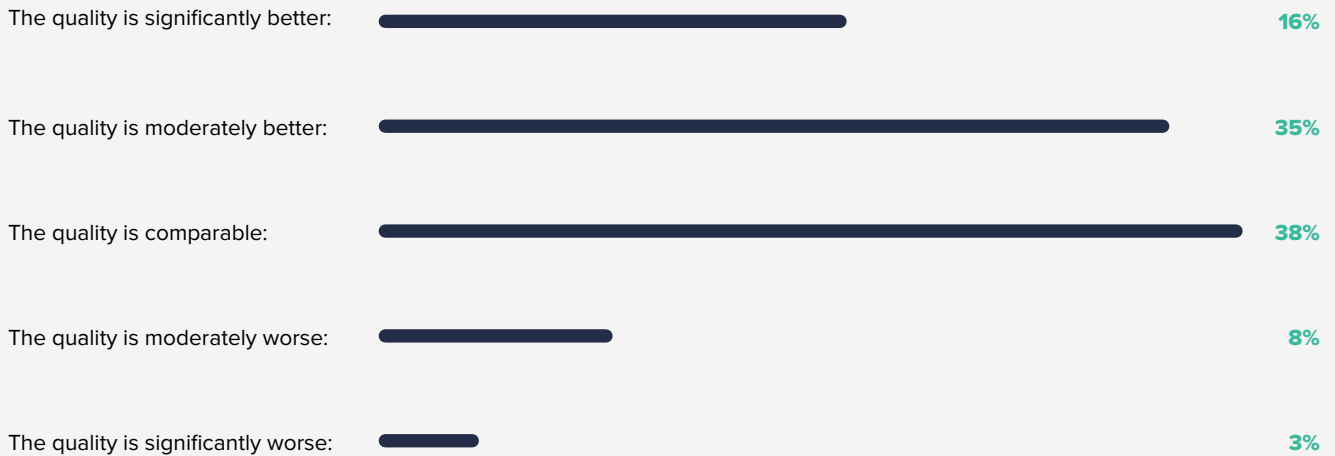 The quality is significantly better: 16%
The quality is moderately better: 35%
The quality is comparable: 38%
The quality is moderately worse: 8%
The quality is significantly worse: 3%